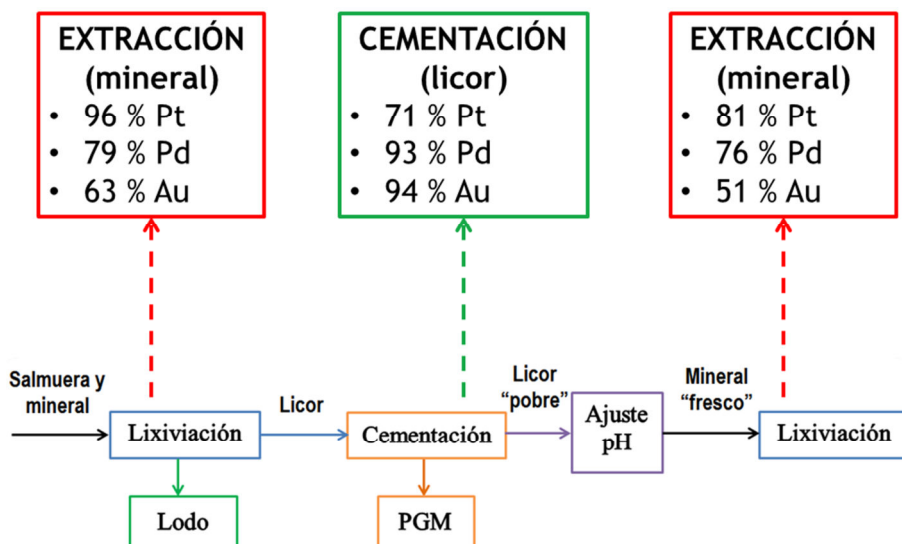 EXTRACCIÓN
(mineral)
• 96 % Pt
• 79 % Pd
• 63 % Au
CEMENTACIÓN
(licor)
• 71 % Pt
• 93 % Pd
• 94 % Au
EXTRACCIÓN
(mineral)
• 81 % Pt
• 76 % Pd
• 51 % Au
Salmuera y
mineral
Lixiviación
Licor
Cementación
Licor
“pobre”
Ajuste
pH
Mineral
“fresco”
Lixiviación
Lodo
PGM